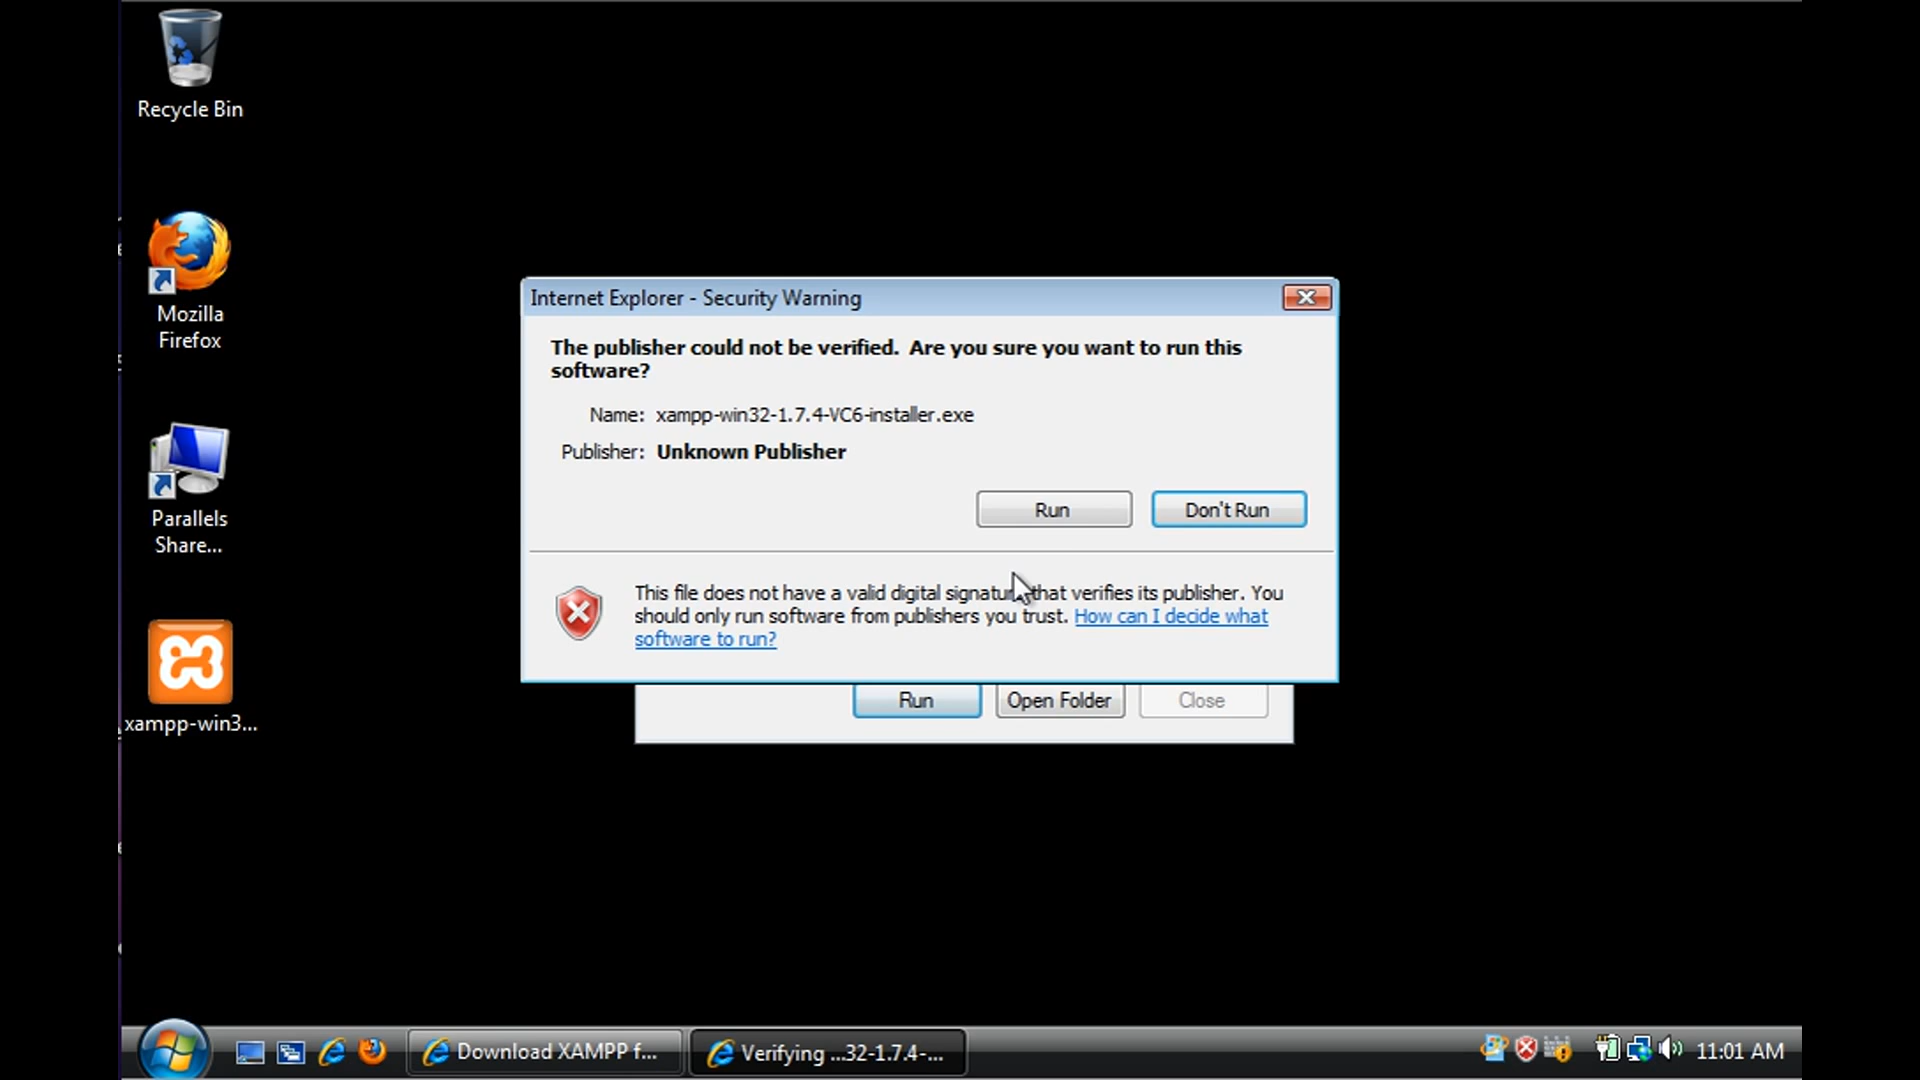 Recycle Bin
Mozilla
Firefox
Parallels
Share...
xampp-win3...
Internet Explorer - Security Warning
The publisher could not be verified.  Are you sure you want to run this
software?
Name: xampp-win32-1.7.4-VC6-installer.exe
Publisher: Unknown Publisher
Run Don't Run
This file does not have a valid digital signature that verifies its publisher. You
should only run software from publishers you trust. How can I decide what
software to run?
Run Open Folder Close
Download XAMPP f...
Verifying ...32-1.7.4-...
11:01 AM